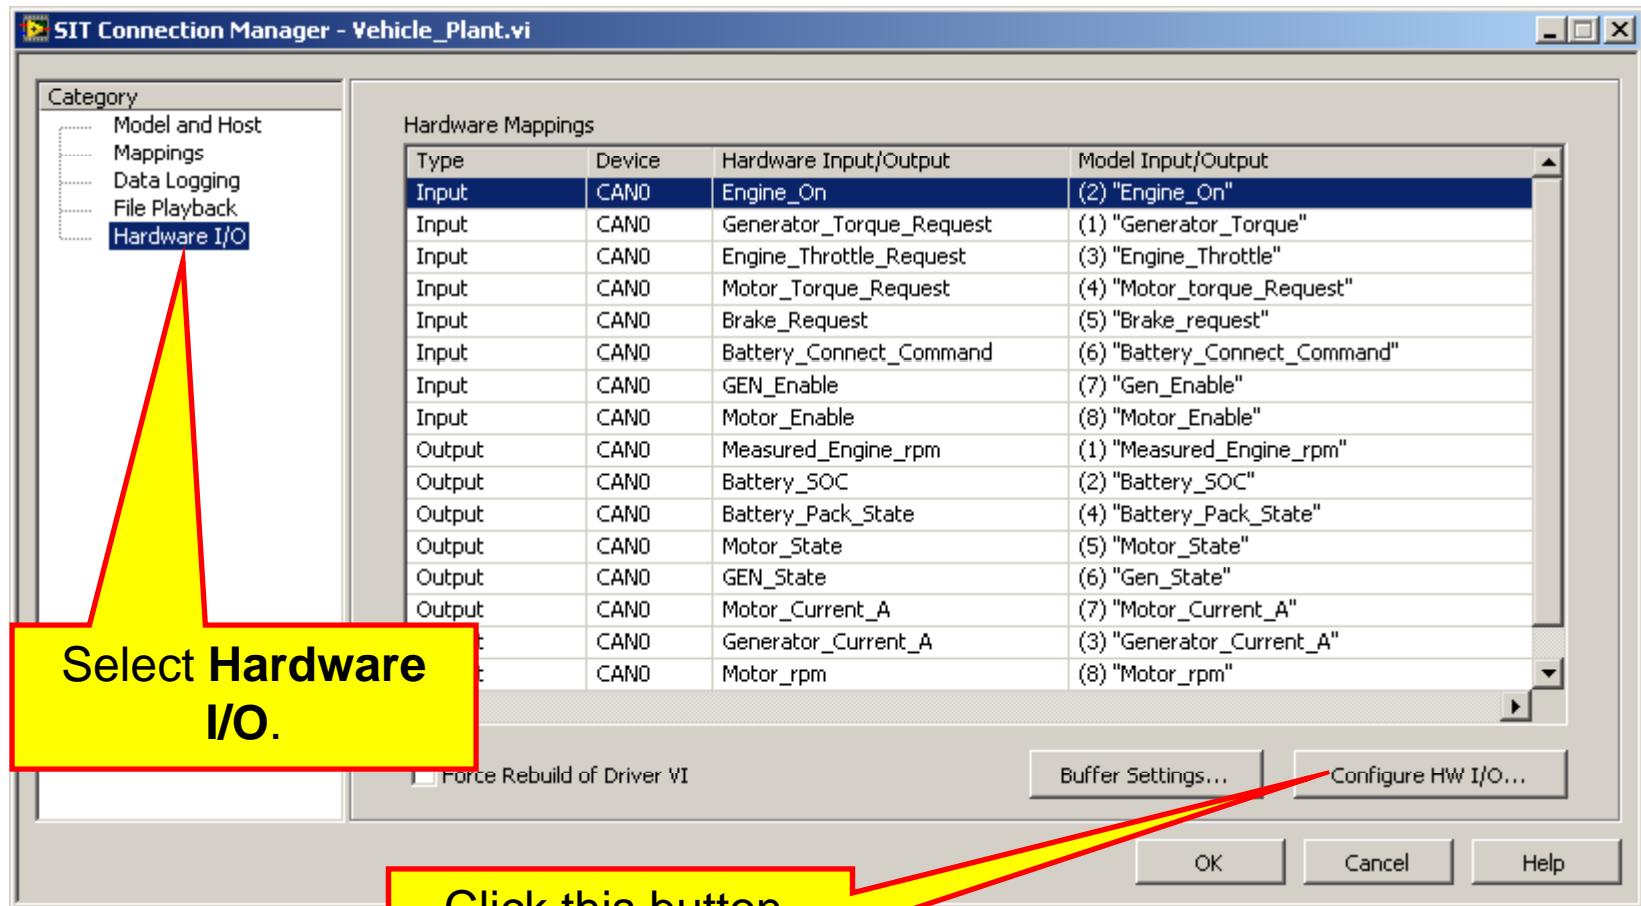 SIT Connection Manager - Vehicle_Plant.vi
Category
Model and Host
Mappings
Data Logging
File Playback
Hardware I/O
Hardware Mappings
Type Device Hardware Input/Output Model Input/Output
Input CAN0 Engine_On (2) "Engine_On"
Input CAN0 Generator_Torque_Request (1) "Generator_Torque"
Input CAN0 Engine_Throttle_Request (3) "Engine_Throttle"
Input CAN0 Motor_Torque_Request (4) "Motor_torque_Request"
Input CAN0 Brake_Request (5) "Brake_request"
Input CAN0 Battery_Connect_Command (6) "Battery_Connect_Command"
Input CAN0 GEN_Enable (7) "Gen_Enable"
Input CAN0 Motor_Enable (8) "Motor_Enable"
Output CAN0 Measured_Engine_rpm (1) "Measured_Engine_rpm"
Output CAN0 Battery_SOC (2) "Battery_SOC"
Output CAN0 Battery_Pack_State (4) "Battery_Pack_State"
Output CAN0 Motor_State (5) "Motor_State"
Output CAN0 GEN_State (6) "Gen_State"
Output CAN0 Motor_Current_A (7) "Motor_Current_A"
CAN0 Generator_Current_A (3) "Generator_Current_A"
CAN0 Motor_rpm (8) "Motor_rpm"
Select Hardware
I/O.
Force Rebuild of Driver VI
Buffer Settings...
Configure HW I/O...
OK
Cancel
Help
Click this button